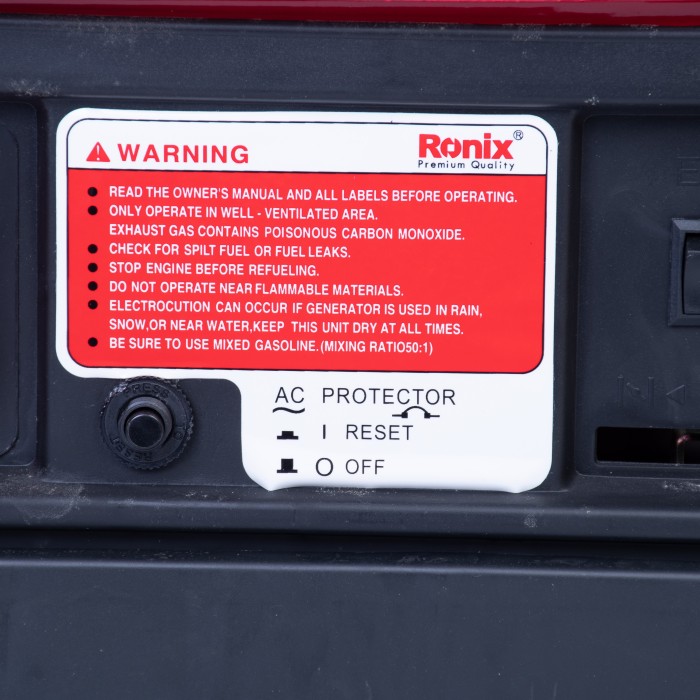 WARNING
Ronix®
Premium Quality
READ THE OWNER'S MANUAL AND ALL LABELS BEFORE OPERATING.
ONLY OPERATE IN WELL - VENTILATED AREA.
EXHAUST GAS CONTAINS POISONOUS CARBON MONOXIDE.
CHECK FOR SPILT FUEL OR FUEL LEAKS.
STOP ENGINE BEFORE REFUELING.
DO NOT OPERATE NEAR FLAMMABLE MATERIALS.
ELECTROCUTION CAN OCCUR IF GENERATOR IS USED IN RAIN,
SNOW,OR NEAR WATER,KEEP THIS UNIT DRY AT ALL TIMES.
BE SURE TO USE MIXED GASOLINE.(MIXING RATIO50:1)
PRESS TO RESET
AC PROTECTOR
I RESET
O OFF